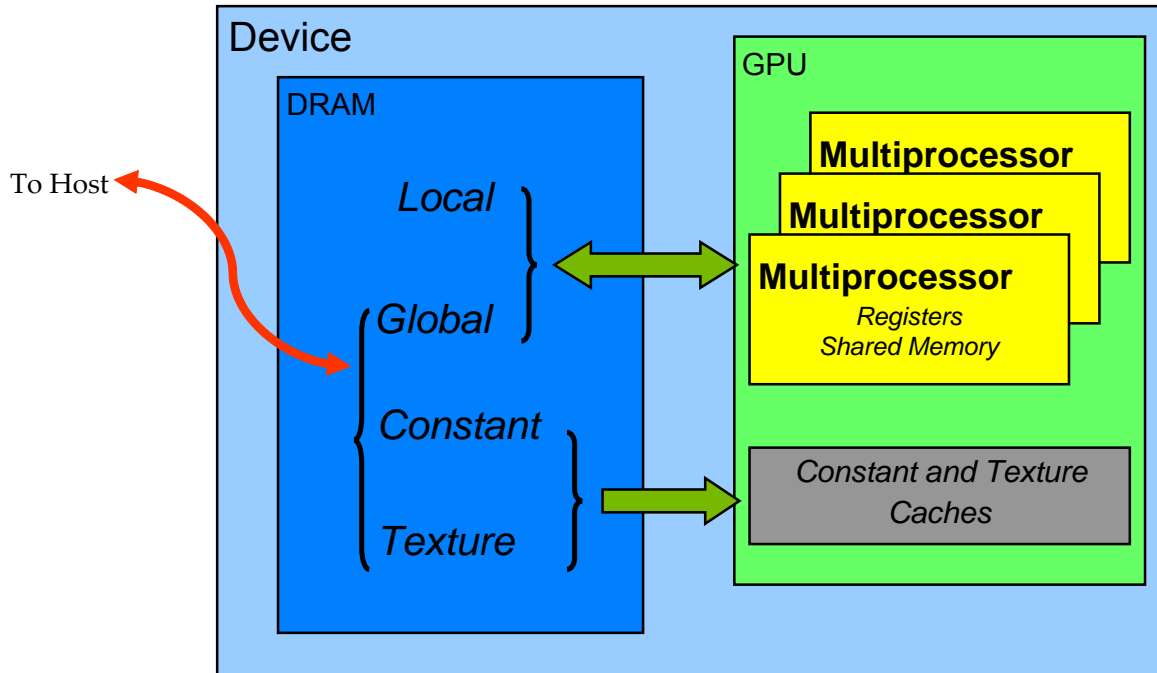 Device
GPU
DRAM
Multiprocessor
To Host
Local
Multiprocessor
Multiprocessor
Global
Registers
Shared Memory
Constant
Constant and Texture
Caches
Texture